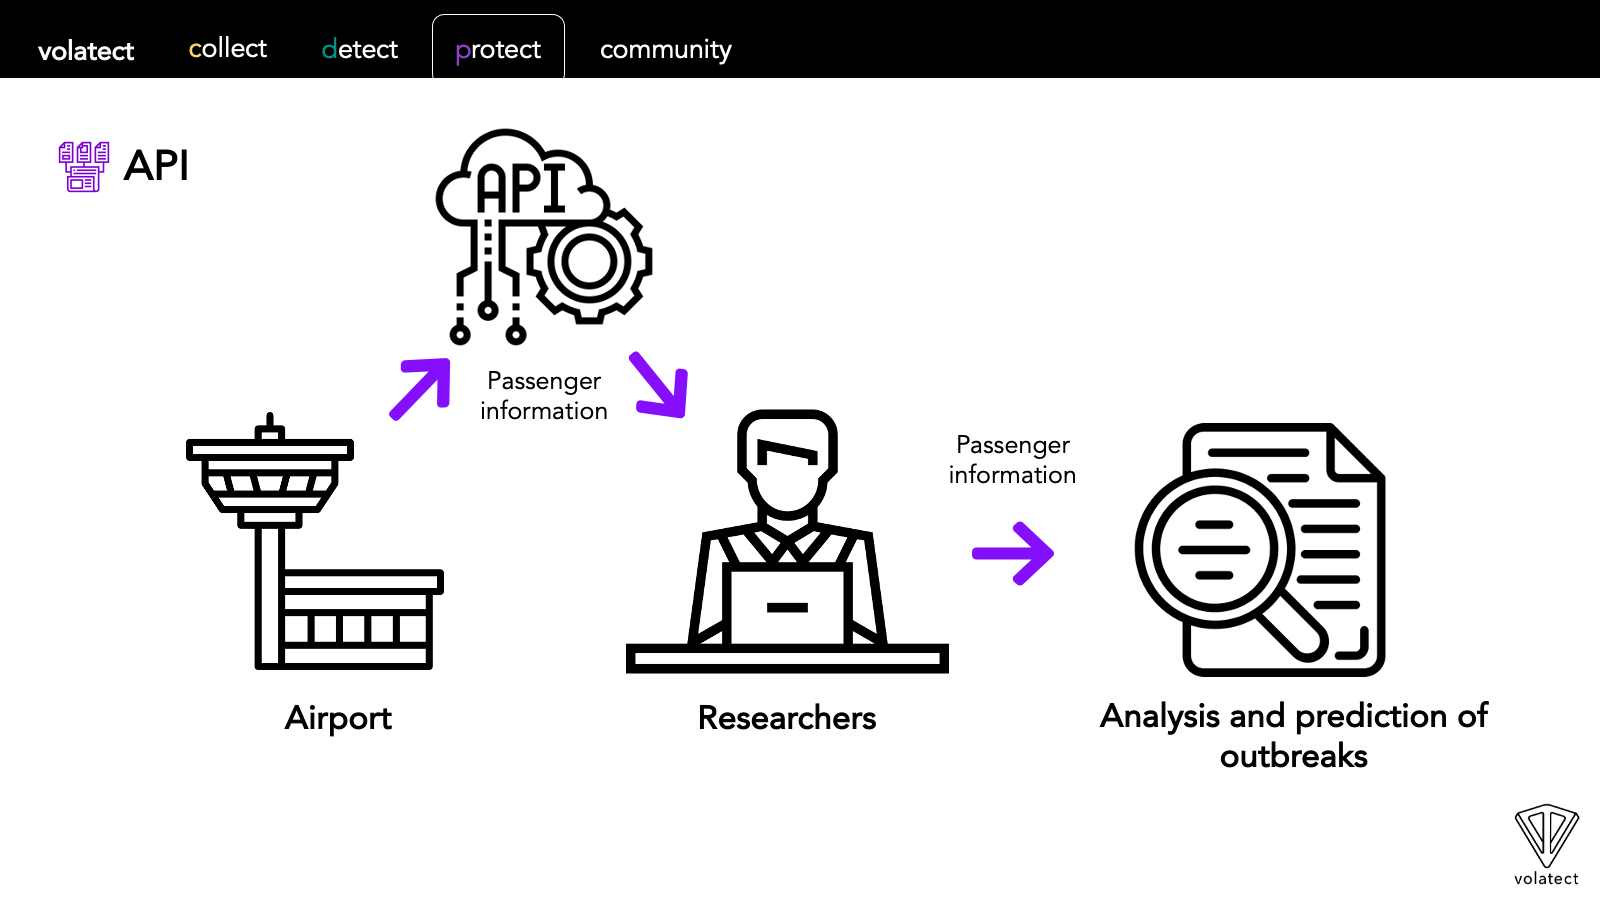 volatect collect detect protect community
API
API
Passenger
information
Passenger
information
Airport
Researchers
Analysis and prediction of
outbreaks
volatect